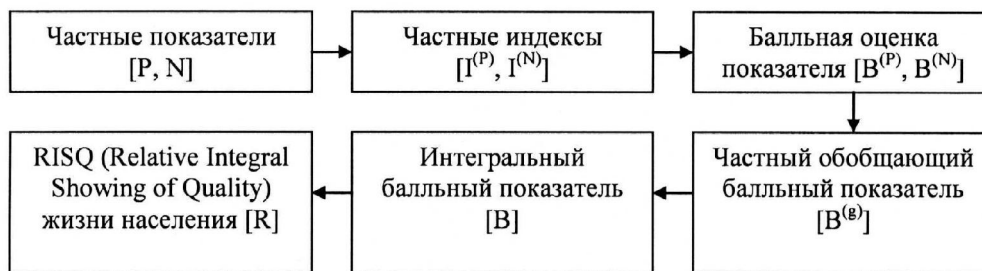 Частные показатели
[P, N]
Частные индексы
[I(P), I(N)]
Балльная оценка
показателя [B(P), B(N)]
Частный обобщающий
балльный показатель
[B(g)]
Интегральный
балльный показатель
[B]
RISQ (Relative Integral
Showing of Quality)
жизни населения [R]